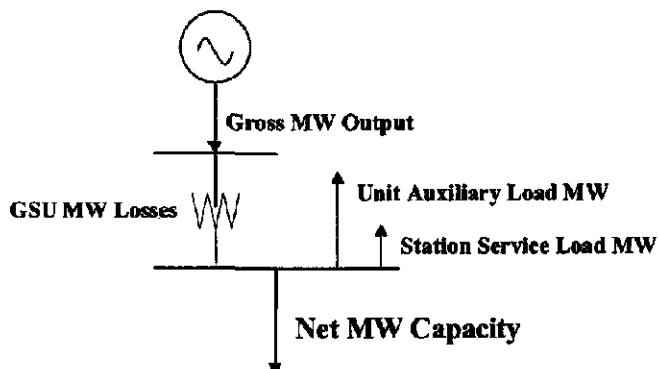 Gross MW Output
GSU MW Losses
Unit Auxiliary Load MW
Station Service Load MW
Net MW Capacity